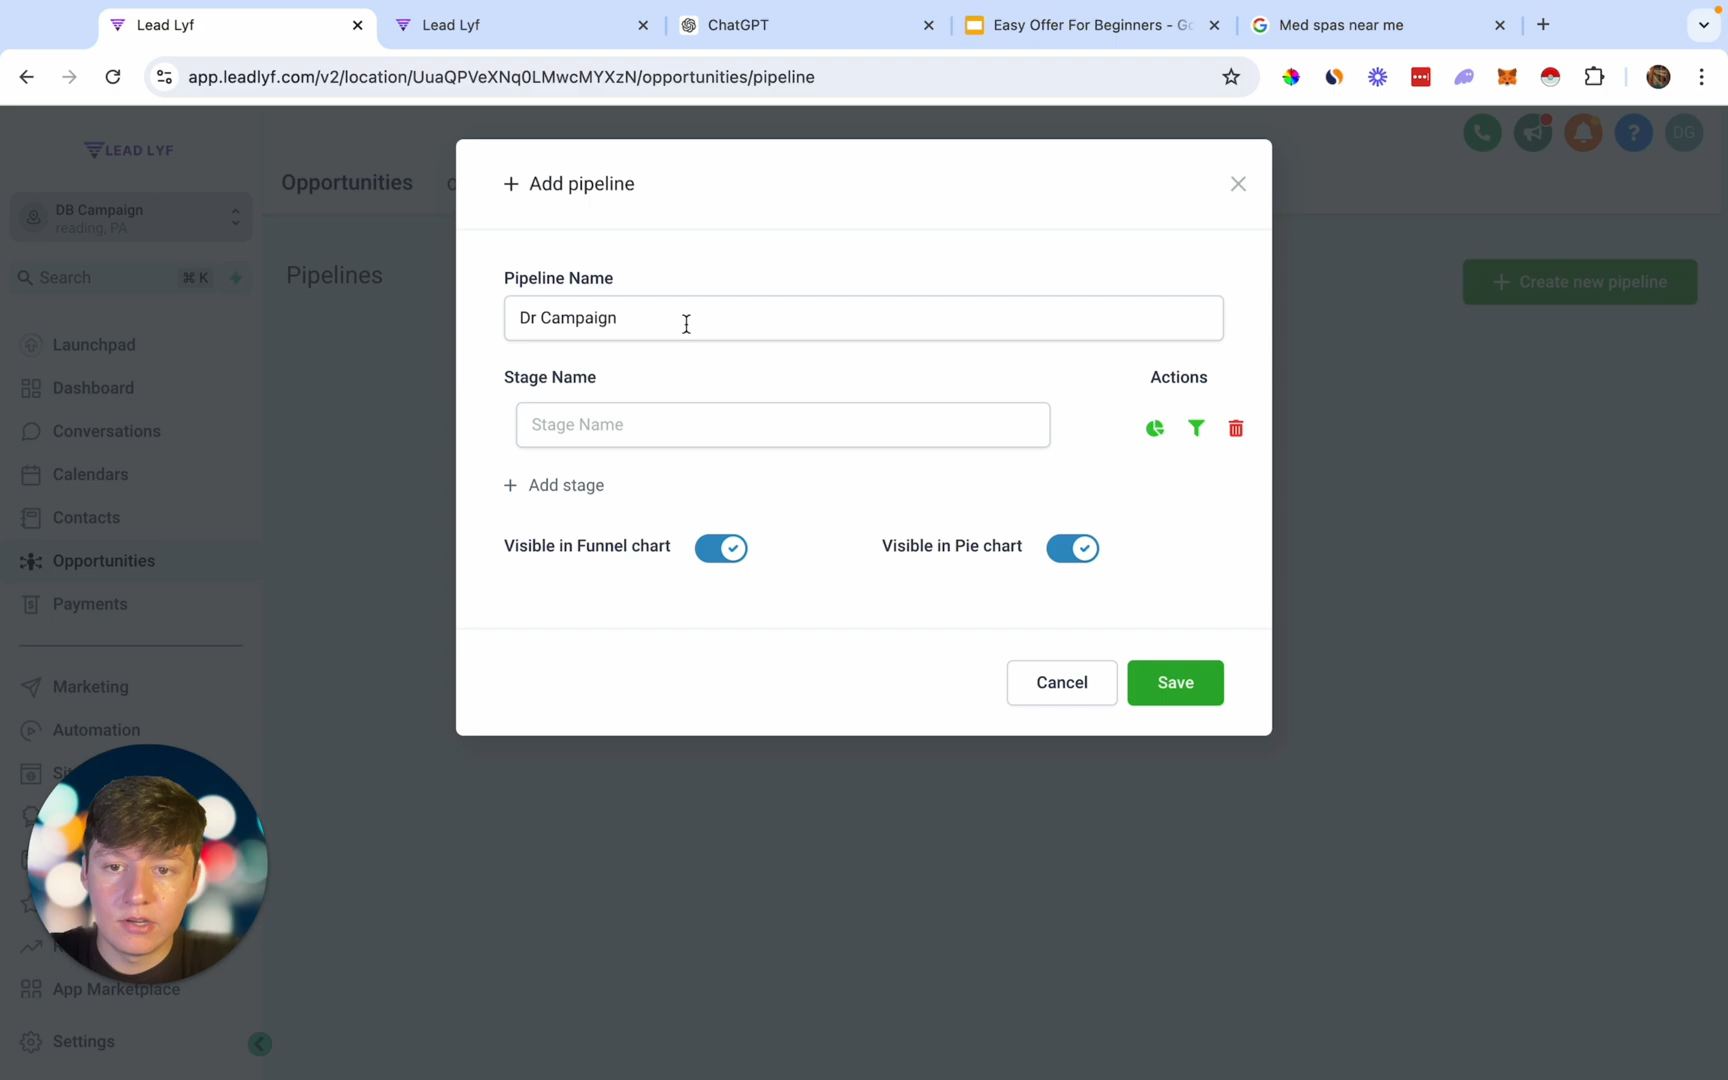 Lead Lyf
Lead Lyf
ChatGPT
Easy Offer For Beginners - Go
Med spas near me
app.leadlyf.com/v2/location/UuaQPVeXNq0LMwcMYXzN/opportunities/pipeline
LEAD LYF
DB Campaign
reading, PA
Search
⌘ K
Launchpad
Dashboard
Conversations
Calendars
Contacts
Opportunities
Payments
Marketing
Automation
App Marketplace
Settings
Opportunities
Pipelines
+ Create new pipeline
DG
+ Add pipeline
Pipeline Name
Dr Campaign
Stage Name
Actions
Stage Name
+ Add stage
Visible in Funnel chart
Visible in Pie chart
Cancel
Save